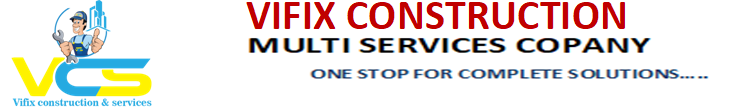 VIFIX CONSTRUCTION
MULTI SERVICES COPANY
ONE STOP FOR COMPLETE SOLUTIONS.....
VCS
Vifix construction & services